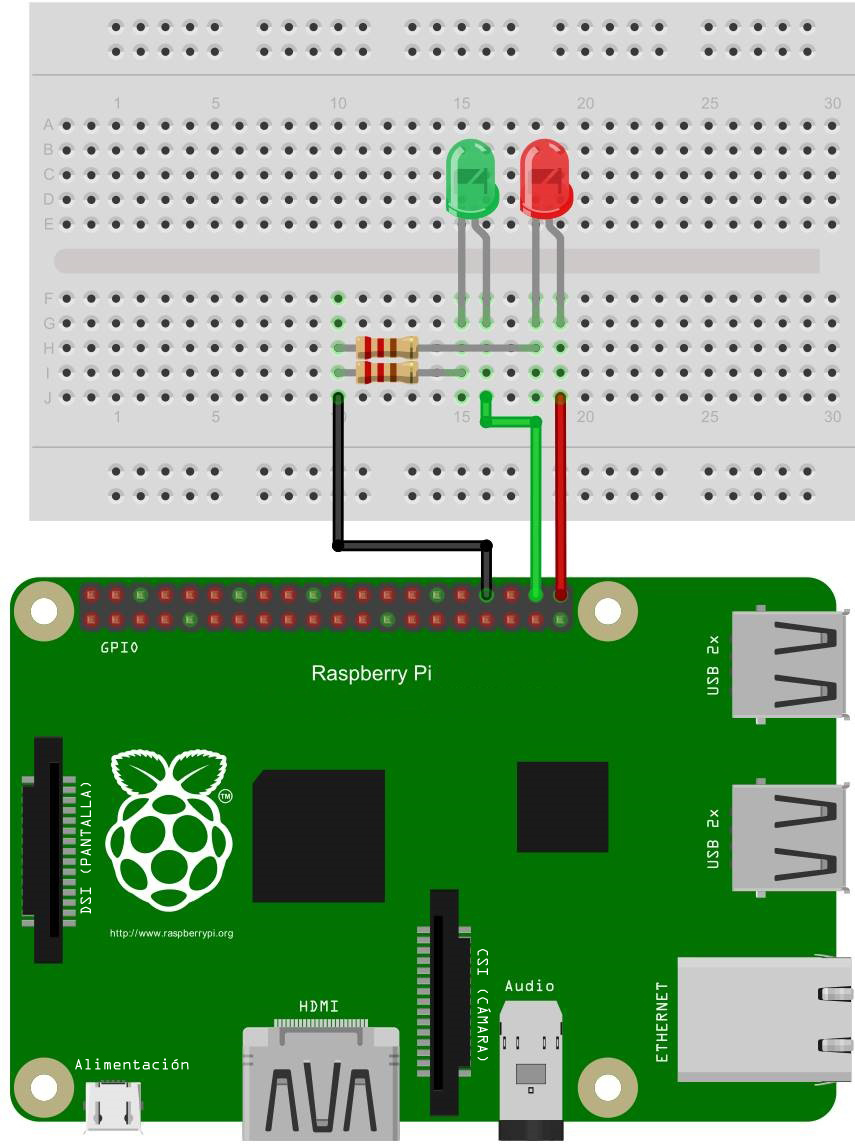 1 5 10 15 20 25 30
A
B
C
D
E
F
G
H
I
J
1 5 15 20 25 30
GPIO
Raspberry Pi
USB 2x
USB 2x
DSI (PANTALLA)
TM
http://www.raspberrypi.org
CSI (CÁMARA)
Audio
ETHERNET
HDMI
Alimentación